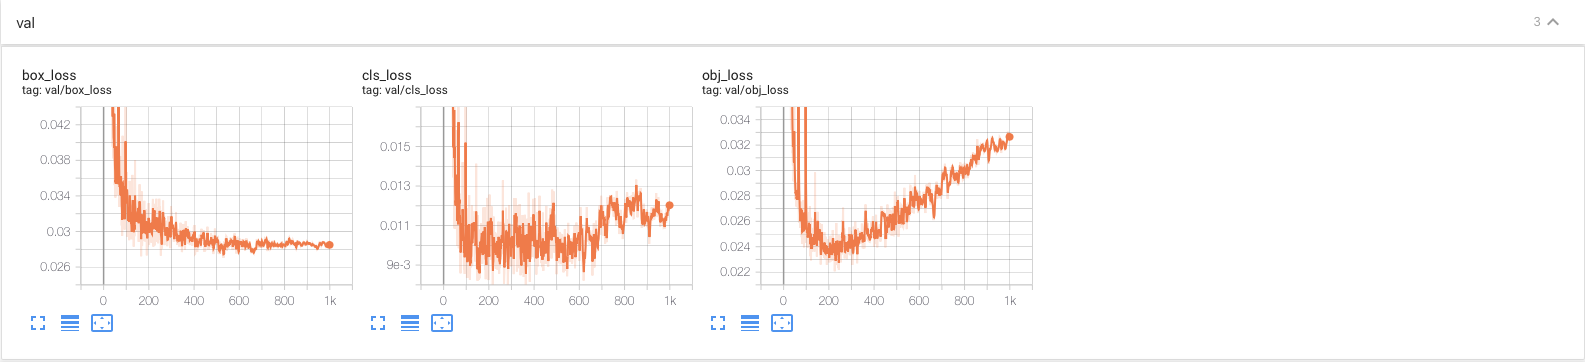 val
3
box_loss
tag: val/box_loss
0.042
0.038
0.034
0.03
0.026
0 200 400 600 800 1k
cls_loss
tag: val/cls_loss
0.015
0.013
0.011
9e-3
0 200 400 600 800 1k
obj_loss
tag: val/obj_loss
0.034
0.032
0.03
0.028
0.026
0.024
0.022
0 200 400 600 800 1k